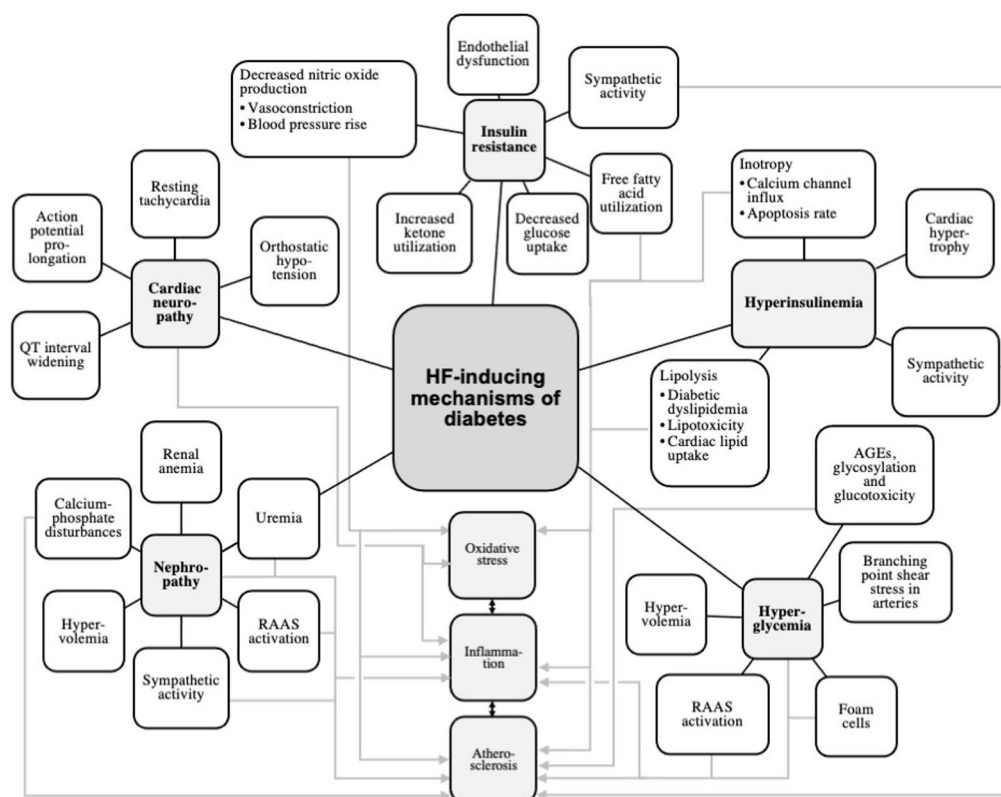 Endothelial
dysfunction
Decreased nitric oxide
production
• Vasoconstriction
• Blood pressure rise
Sympathetic
activity
Insulin
resistance
Free fatty
acid
utilization
Increased
ketone
utilization
Decreased
glucose
uptake
Resting
tachycardia
Action
potential
pro-
longation
Orthostatic
hypo-
tension
Cardiac
neuro-
pathy
QT interval
widening
Inotropy
• Calcium channel
influx
• Apoptosis rate
Cardiac
hyper-
trophy
Hyperinsulinemia
Sympathetic
activity
Lipolysis
• Diabetic
dyslipidemia
• Lipotoxicity
• Cardiac lipid
uptake
HF-inducing
mechanisms of
diabetes
Renal
anemia
Calcium-
phosphate
disturbances
Uremia
Nephro-
pathy
Hyper-
volemia
RAAS
activation
Sympathetic
activity
Oxidative
stress
Inflamma-
tion
Athero-
sclerosis
AGEs,
glycosylation
and
glucotoxicity
Branching
point shear
stress in
arteries
Hyper-
volemia
Hyper-
glycemia
RAAS
activation
Foam
cells